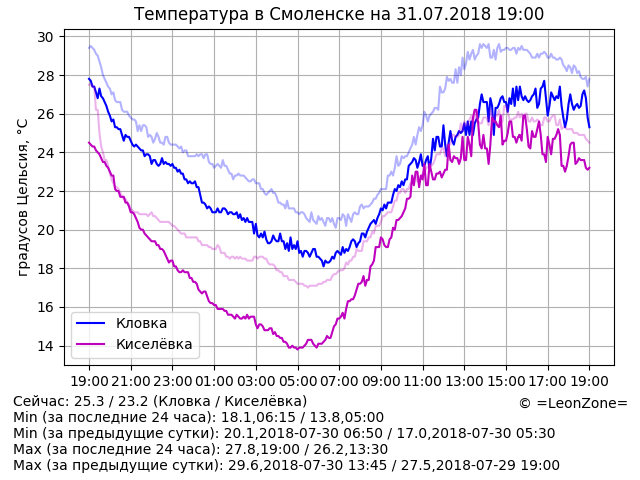 Температура в Смоленске на 31.07.2018 19:00
градусов Цельсия, °C
30
28
26
24
22
20
18
16
14
Кловка
Киселёвка
19:00 21:00 23:00 01:00 03:00 05:00 07:00 09:00 11:00 13:00 15:00 17:00 19:00
Сейчас: 25.3 / 23.2 (Кловка / Киселёвка)
© =LeonZone=
Min (за последние 24 часа): 18.1,06:15 / 13.8,05:00
Min (за предыдущие сутки): 20.1,2018-07-30 06:50 / 17.0,2018-07-30 05:30
Max (за последние 24 часа): 27.8,19:00 / 26.2,13:30
Max (за предыдущие сутки): 29.6,2018-07-30 13:45 / 27.5,2018-07-29 19:00